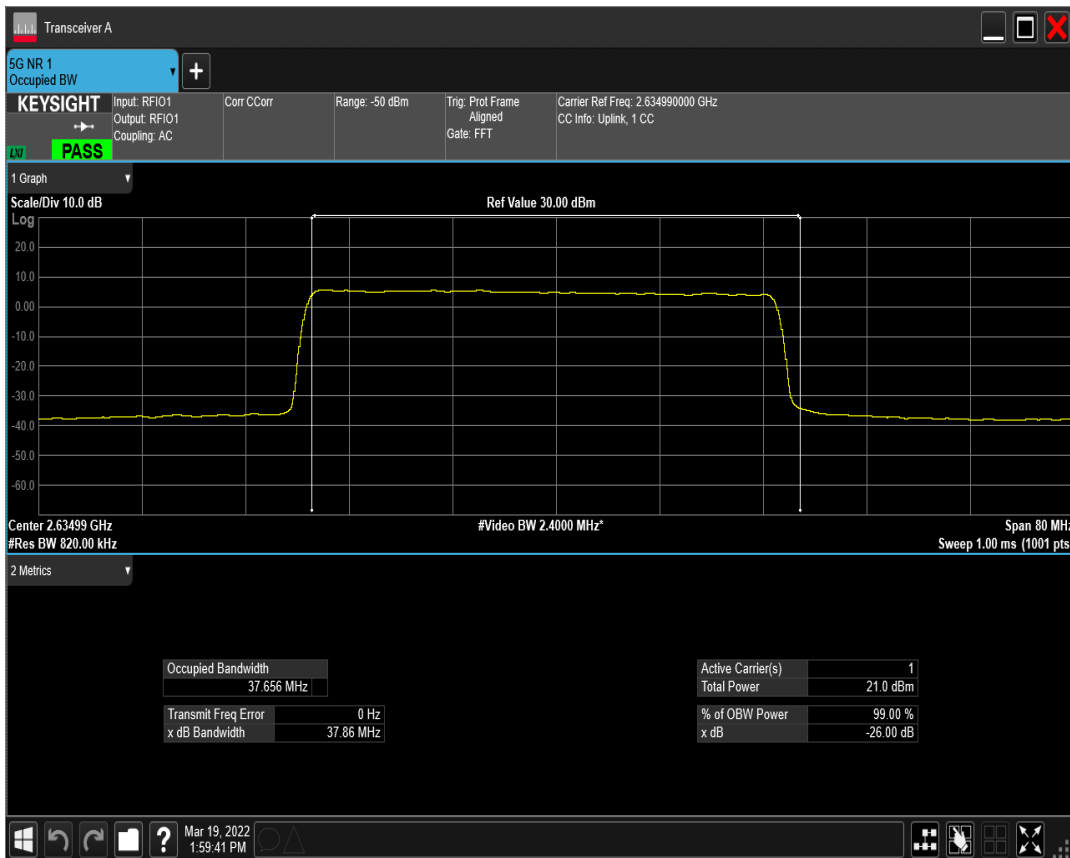 Transceiver A
5G NR 1
Occupied BW
KEYSIGHT
LXI
PASS
Input: RFIO1
Output: RFIO1
Coupling: AC
Corr CCorr
Range: -50 dBm
Trig: Prot Frame
Aligned
Gate: FFT
Carrier Ref Freq: 2.634990000 GHz
CC Info: Uplink, 1 CC
1 Graph
Scale/Div 10.0 dB
Ref Value 30.00 dBm
Log
20.0
10.0
0.00
-10.0
-20.0
-30.0
-40.0
-50.0
-60.0
Center 2.63499 GHz
#Video BW 2.4000 MHz*
Span 80 MHz
#Res BW 820.00 kHz
Sweep 1.00 ms (1001 pts
2 Metrics
Occupied Bandwidth
37.656 MHz
Transmit Freq Error 0 Hz
x dB Bandwidth 37.86 MHz
Active Carrier(s) 1
Total Power 21.0 dBm
% of OBW Power 99.00 %
x dB -26.00 dB
?
Mar 19, 2022
1:59:41 PM